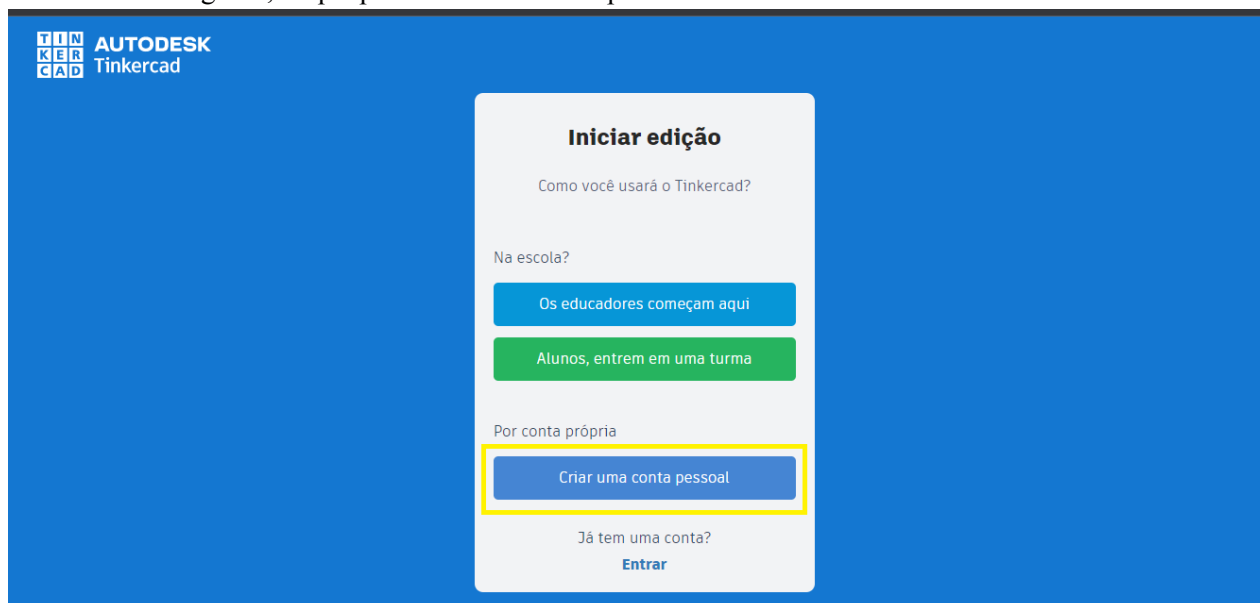 TIN
KER
CAD
AUTODESK
Tinkercad
Iniciar edição
Como você usará o Tinkercad?
Na escola?
Os educadores começam aqui
Alunos, entrem em uma turma
Por conta própria
Criar uma conta pessoal
Já tem uma conta?
Entrar